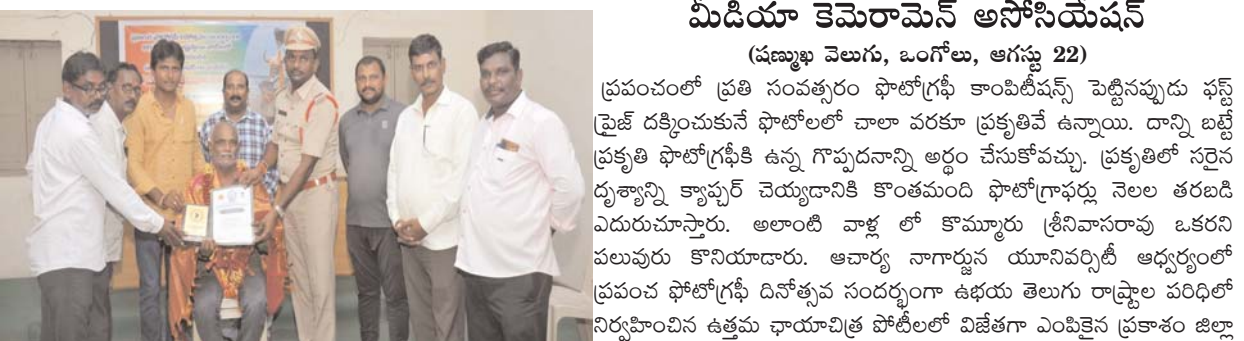 మీడియా కెమెరామెన్ అసోసియేషన్
(షణ్ముఖ వెలుగు, ఒంగోలు, ఆగస్టు 22)
ప్రపంచంలో ప్రతి సంవత్సరం ఫొటోగ్రఫీ కాంపిటీషన్స్ పెట్టినప్పుడు ఫస్ట్
ప్రైజ్ దక్కించుకునే ఫొటోలలో చాలా వరకూ ప్రకృతివే ఉన్నాయి. దాన్ని బట్టే
ప్రకృతి ఫొటోగ్రఫీకి ఉన్న గొప్పదనాన్ని అర్థం చేసుకోవచ్చు. ప్రకృతిలో సరైన
దృశ్యాన్ని క్యాప్చర్ చెయ్యడానికి కొంతమంది ఫొటోగ్రాఫర్లు నెలల తరబడి
ఎదురుచూస్తారు. అలాంటి వాళ్ల లో కొమ్మూరు శ్రీనివాసరావు ఒకరని
పలువురు కొనియాడారు. ఆచార్య నాగార్జున యూనివర్సిటీ ఆధ్వర్యంలో
ప్రపంచ ఫోటోగ్రఫీ దినోత్సవ సందర్భంగా ఉభయ తెలుగు రాష్ట్రాల పరిధిలో
నిర్వహించిన ఉత్తమ ఛాయాచిత్ర పోటీలలో విజేతగా ఎంపికైన ప్రకాశం జిల్లా